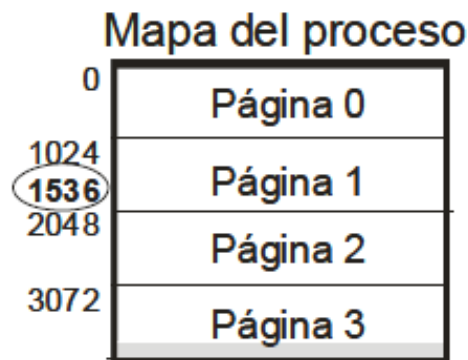 Mapa del proceso
0
Página 0
1024
1536
Página 1
2048
Página 2
3072
Página 3